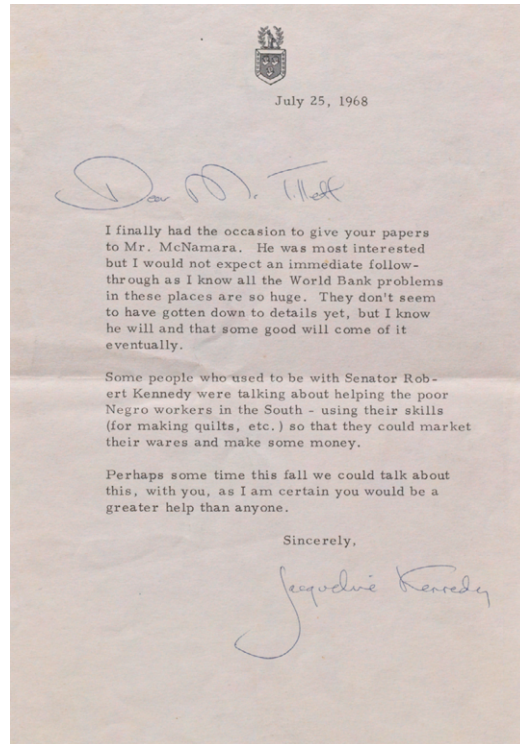 July 25, 1968
Dear Mr. Tillett
I finally had the occasion to give your papers
to Mr. McNamara. He was most interested
but I would not expect an immediate follow-
through as I know all the World Bank problems
in these places are so huge. They don't seem
to have gotten down to details yet, but I know
he will and that some good will come of it
eventually.
Some people who used to be with Senator Rob-
ert Kennedy were talking about helping the poor
Negro workers in the South - using their skills
(for making quilts, etc.) so that they could market
their wares and make some money.
Perhaps some time this fall we could talk about
this, with you, as I am certain you would be a
greater help than anyone.
Sincerely,
Jacqueline Kennedy